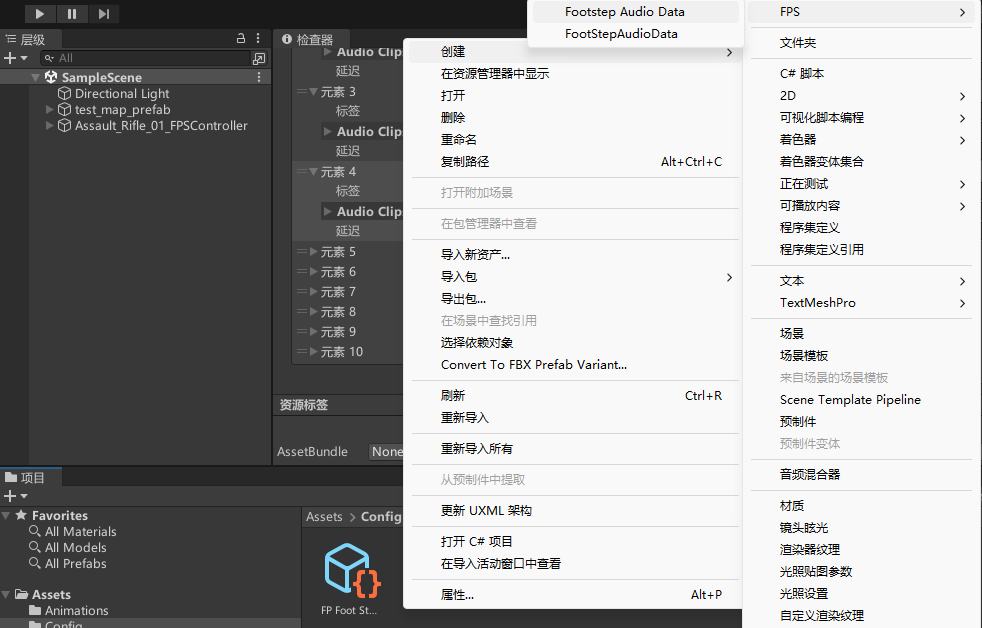 层级
All
SampleScene
Directional Light
test_map_prefab
Assault_Rifle_01_FPSController
检查器
Audio Clip
延迟
元素 3
标签
Audio Clip
延迟
元素 4
标签
Audio Clip
延迟
元素 5
元素 6
元素 7
元素 8
元素 9
元素 10
资源标签
AssetBundle
None
项目
Favorites
All Materials
All Models
All Prefabs
Assets
Animations
Config
Assets > Config
FP Foot St...
创建
在资源管理器中显示
打开
删除
重命名
复制路径 Alt+Ctrl+C
打开附加场景
在包管理器中查看
导入新资产...
导入包
导出包...
在场景中查找引用
选择依赖对象
Convert To FBX Prefab Variant...
刷新 Ctrl+R
重新导入
重新导入所有
从预制件中提取
更新 UXML 架构
打开 C# 项目
在导入活动窗口中查看
属性... Alt+P
Footstep Audio Data
FootStepAudioData
FPS
文件夹
C# 脚本
2D
可视化脚本编程
着色器
着色器变体集合
正在测试
可播放内容
程序集定义
程序集定义引用
文本
TextMeshPro
场景
场景模板
来自场景的场景模板
Scene Template Pipeline
预制件
预制件变体
音频混合器
材质
镜头眩光
渲染器纹理
光照贴图参数
光照设置
自定义渲染纹理